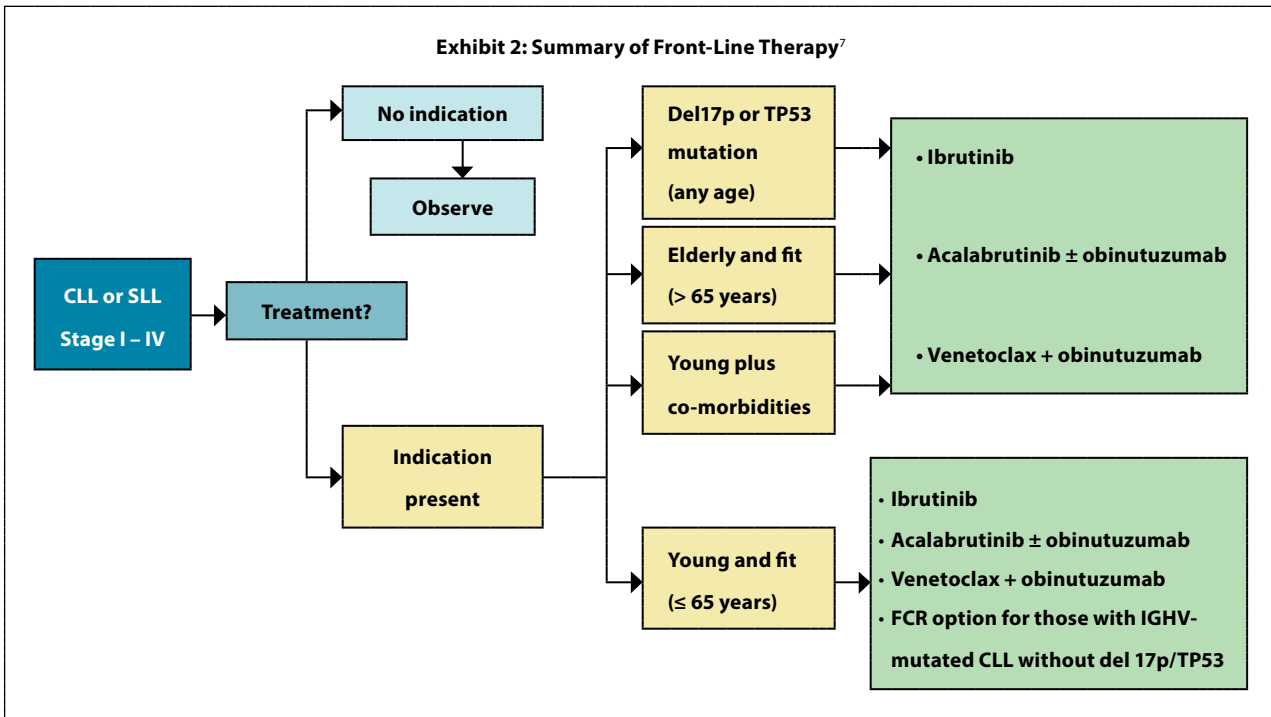 Exhibit 2: Summary of Front-Line Therapy7
No indication
Observe
CLL or SLL
Stage I – IV
Treatment?
Indication
present
Del17p or TP53
mutation
(any age)
Elderly and fit
(> 65 years)
Young plus
co-morbidities
Young and fit
(≤ 65 years)
• Ibrutinib
• Acalabrutinib ± obinutuzumab
• Venetoclax + obinutuzumab
• Ibrutinib
• Acalabrutinib ± obinutuzumab
• Venetoclax + obinutuzumab
• FCR option for those with IGHV-
mutated CLL without del 17p/TP53